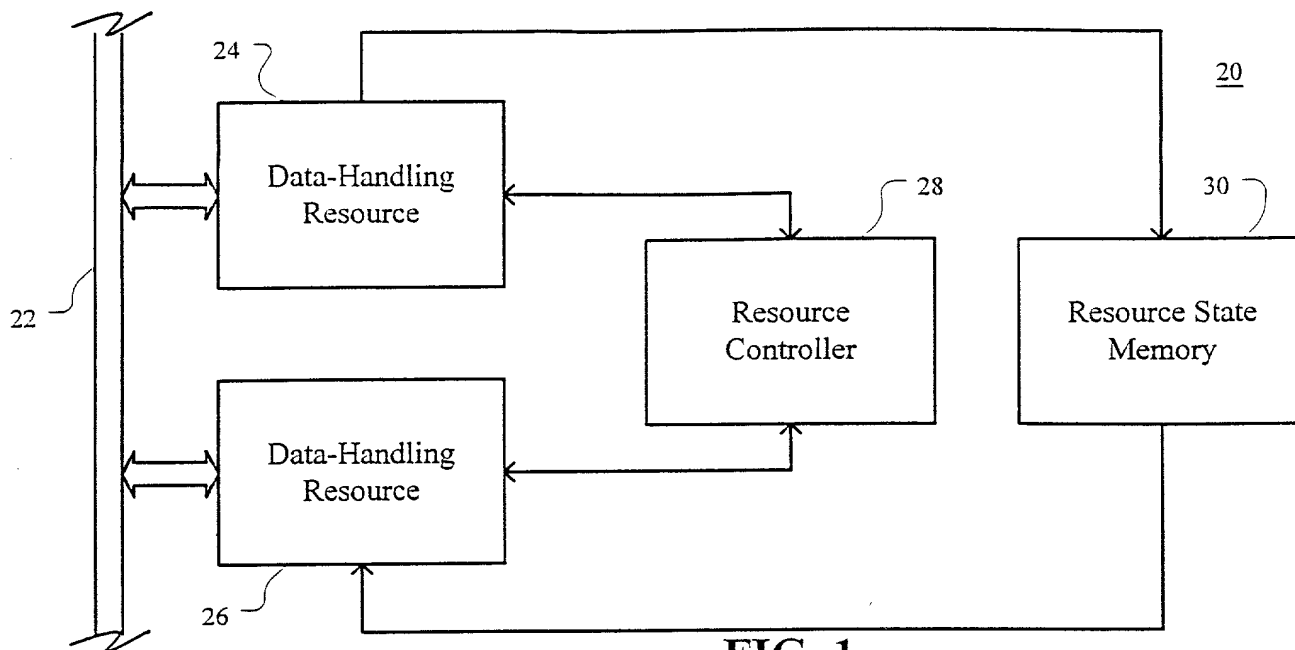 24
20
Data-Handling
Resource
28
30
22
Resource
Controller
Resource State
Memory
Data-Handling
Resource
26
FIG. 1